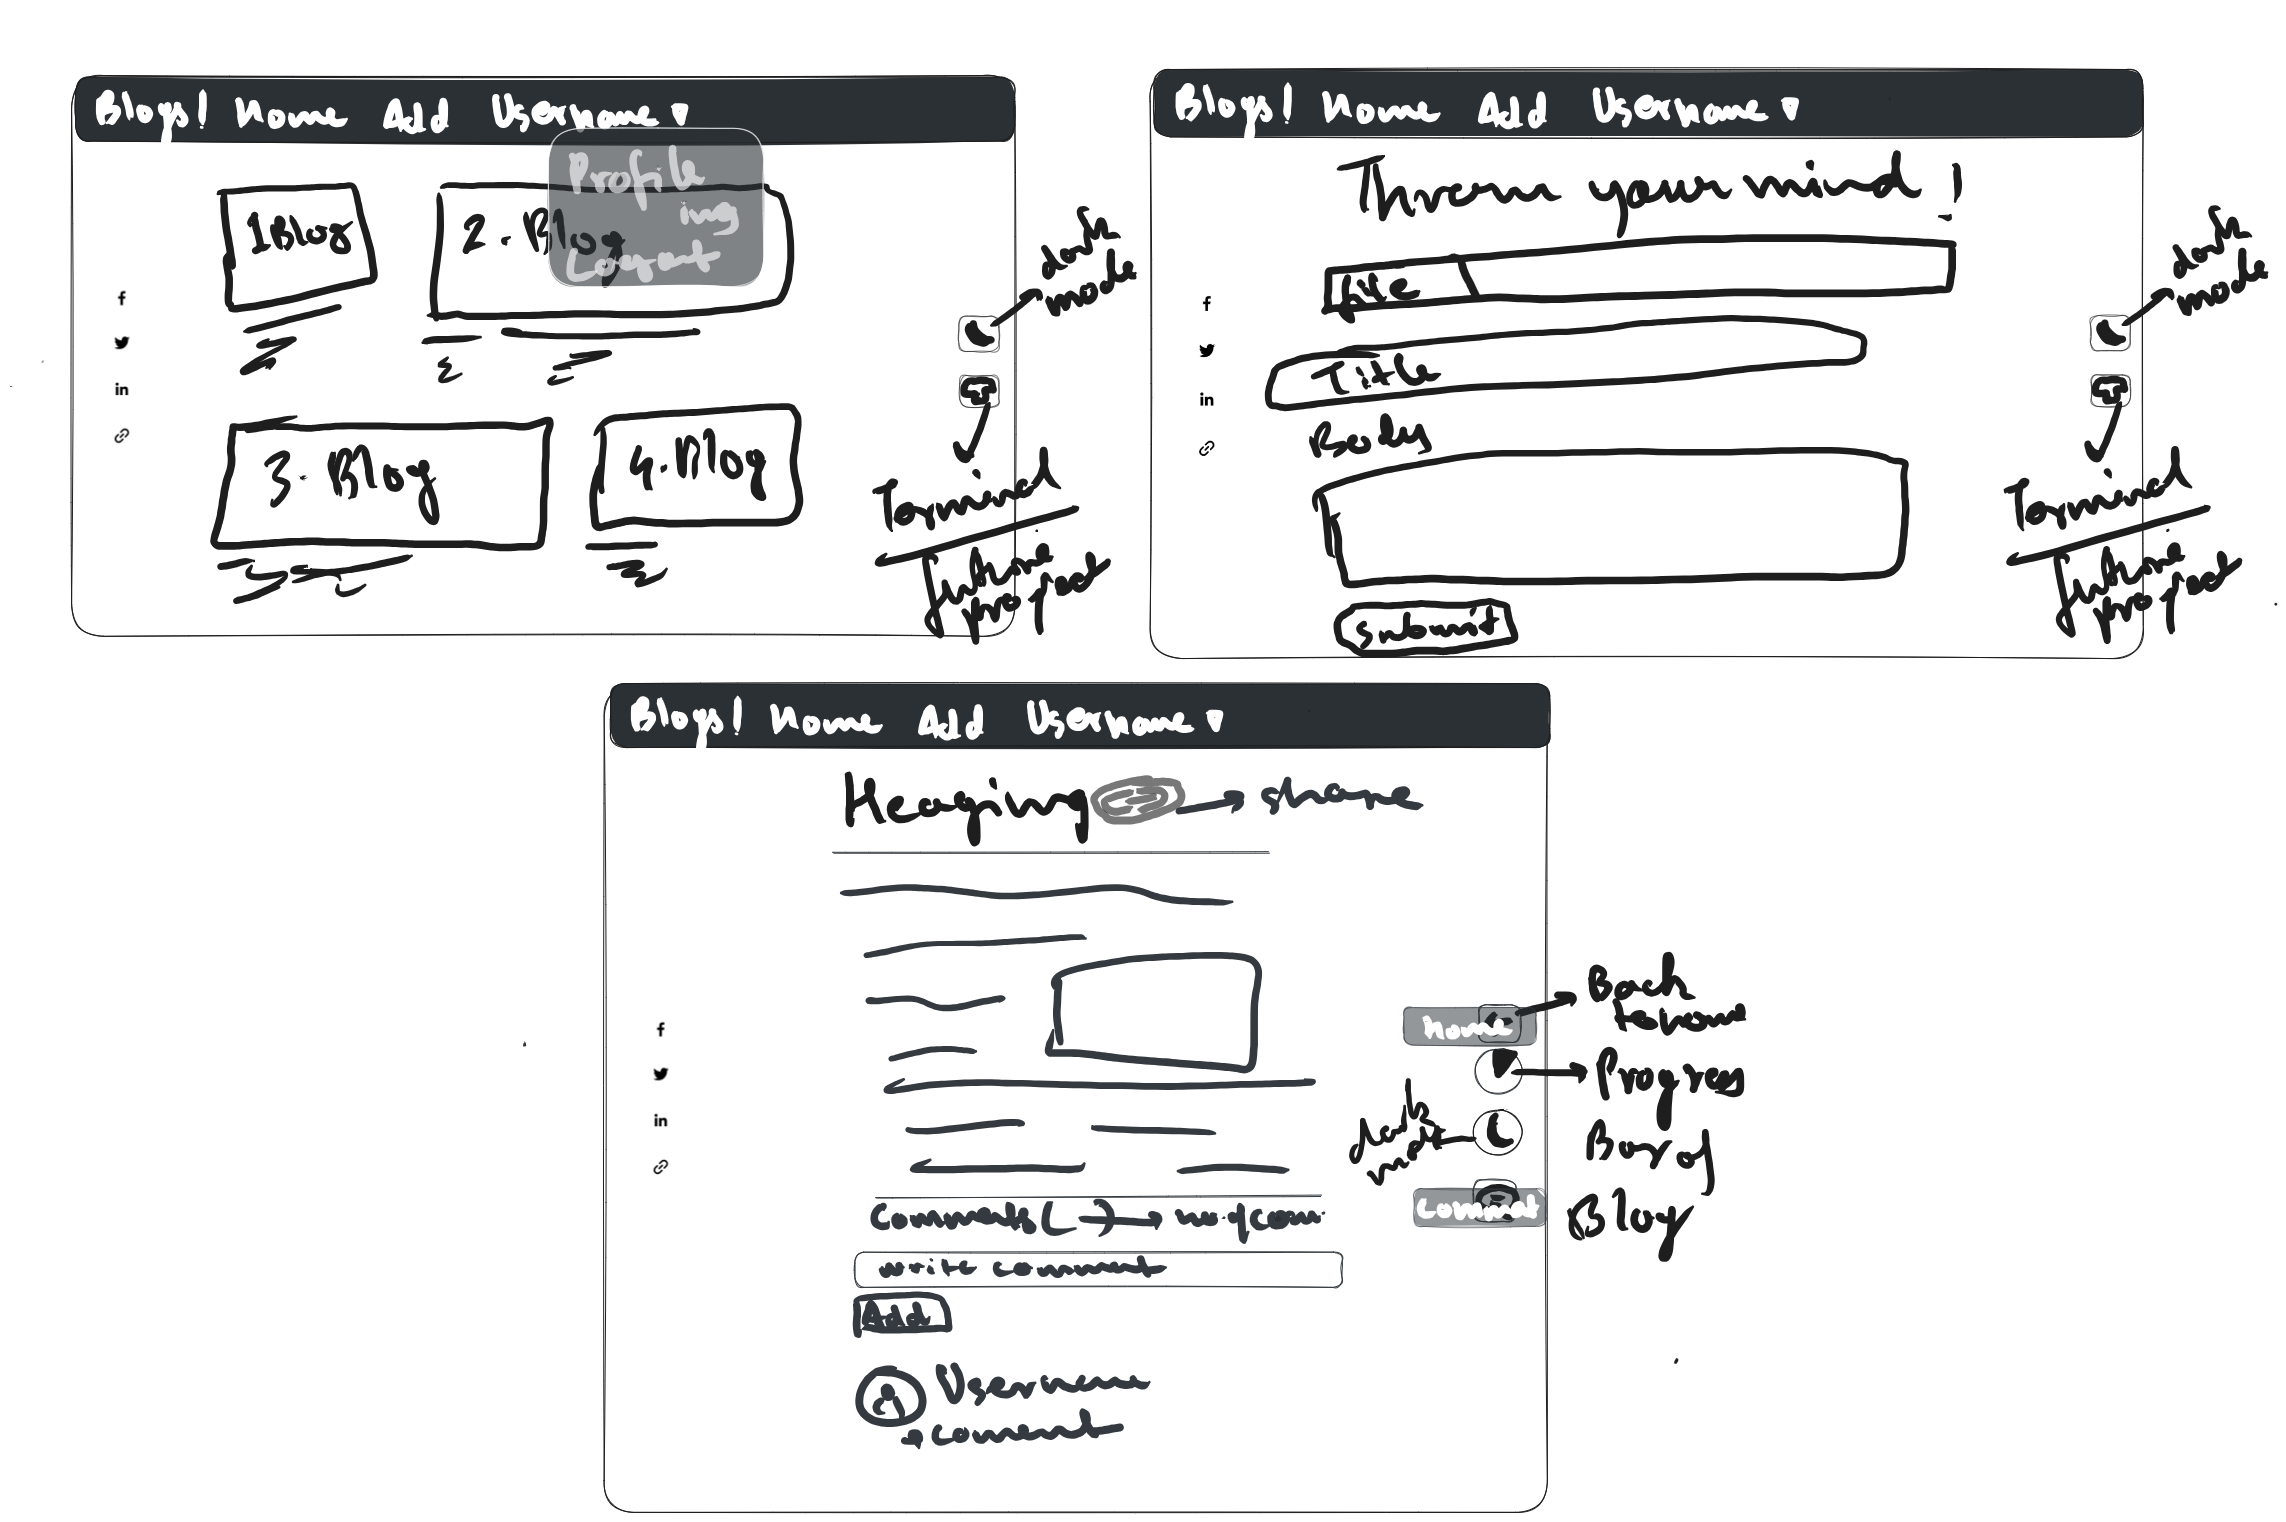 Blogs! Home Add Username
Profile
ing
Logout
1 Blog
2. Blog
3. Blog
4. Blog
f
in
dark
mode
Terminal
future
project
Blogs! Home Add Username
Throw your mind!
file
Title
Body
Submit
f
in
dark
mode
Terminal
future
project
Blogs! Home Add Username
Heaging
share
f
in
Home
Back
to home
Progress
Bar of
Blog
dark
mode
Comment
Comments ( ) no. of com.
write comment
Add
Username
coment